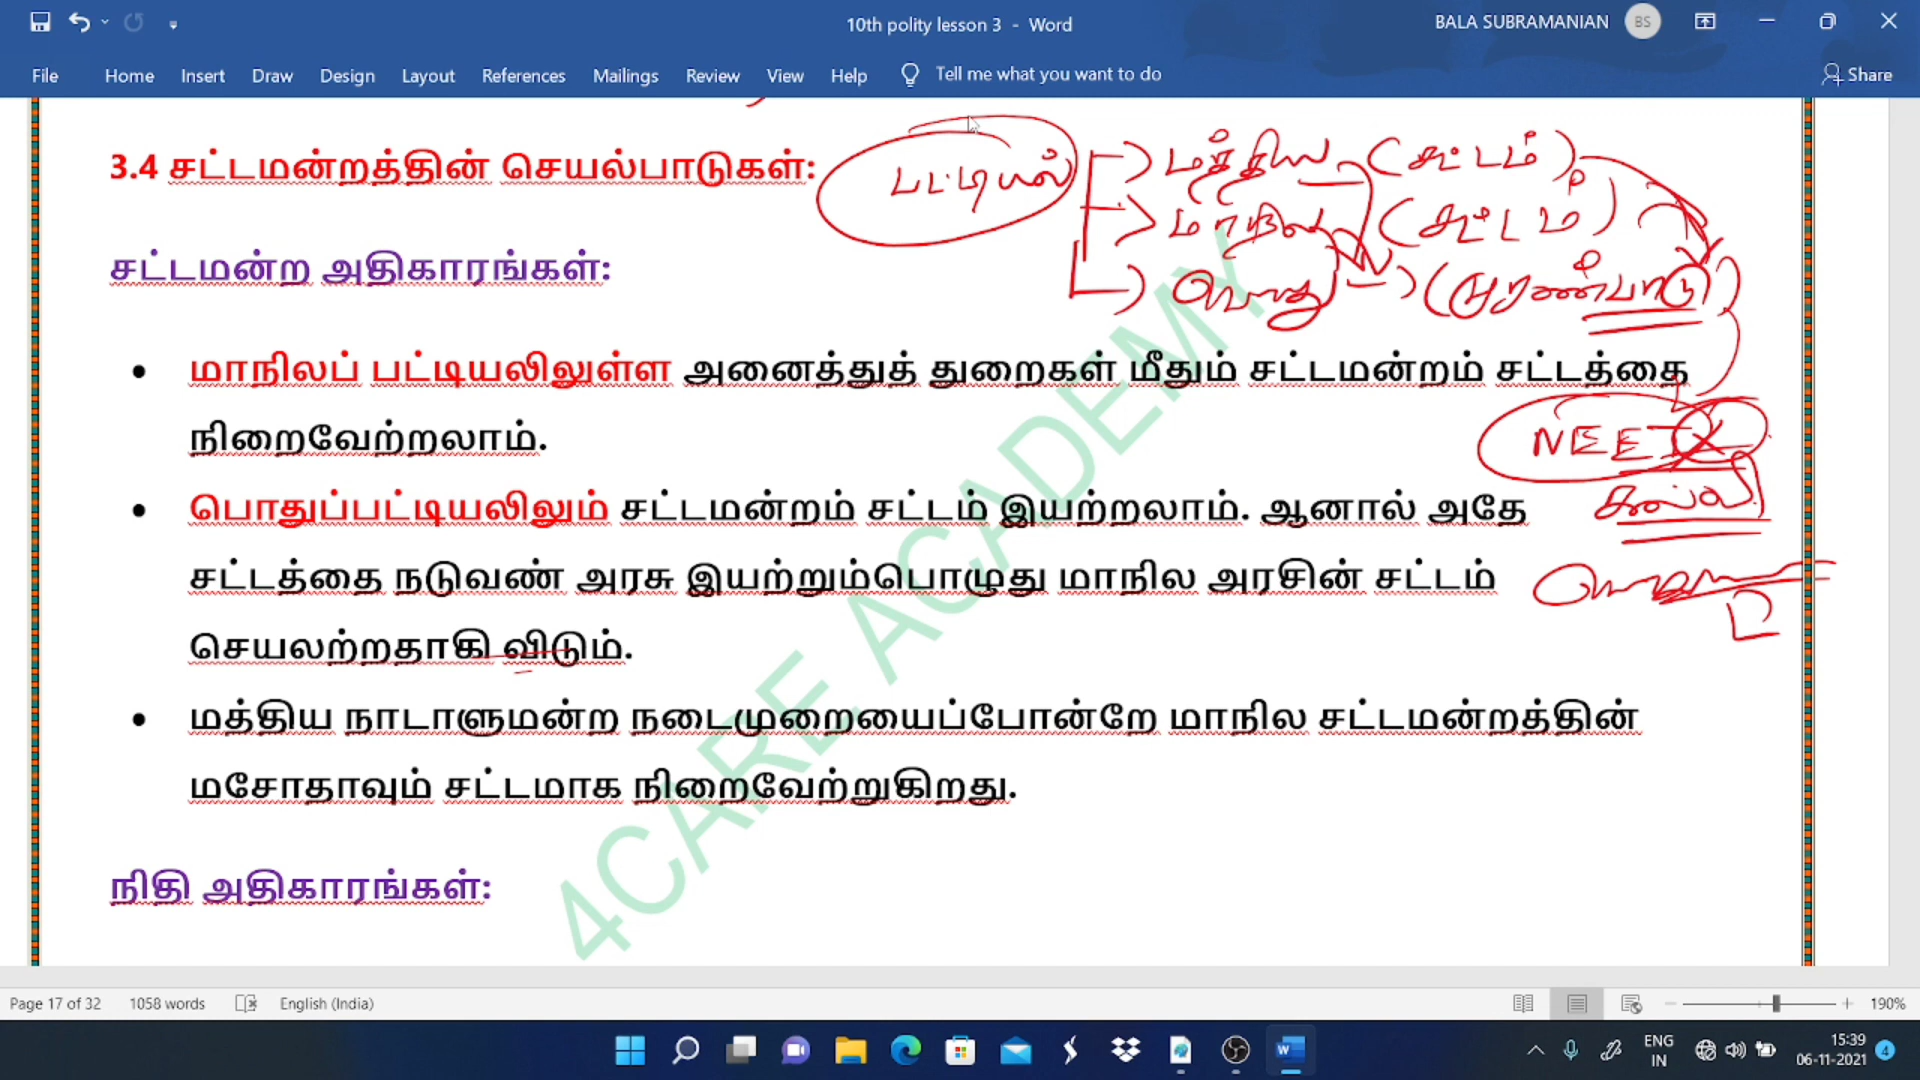 10th polity lesson 3 - Word
BALA SUBRAMANIAN BS
File Home Insert Draw Design Layout References Mailings Review View Help Tell me what you want to do Share
3.4 சட்டமன்றத்தின் செயல்பாடுகள்:
பட்டியல்
மத்திய (சட்டம்)
மாநில (சட்டம்)
பொது (முரண்பாடு)
சட்டமன்ற அதிகாரங்கள்:
மாநிலப் பட்டியலிலுள்ள அனைத்துத் துறைகள் மீதும் சட்டமன்றம் சட்டத்தை
நிறைவேற்றலாம்.
NEET
கல்வி
பொதுப்பட்டியலிலும் சட்டமன்றம் சட்டம் இயற்றலாம். ஆனால் அதே
சட்டத்தை நடுவண் அரசு இயற்றும்பொழுது மாநில அரசின் சட்டம்
செயலற்றதாகி விடும்.
மத்திய நாடாளுமன்ற நடைமுறையைப்போன்றே மாநில சட்டமன்றத்தின்
மசோதாவும் சட்டமாக நிறைவேற்றுகிறது.
நிதி அதிகாரங்கள்:
4CARE ACADEMY
Page 17 of 32 1058 words English (India) 190%
ENG
IN
15:39
06-11-2021
4